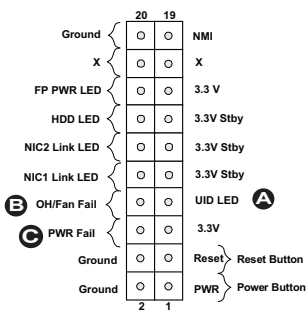 20 19
Ground NMI
X X
FP PWR LED 3.3 V
HDD LED 3.3V Stby
NIC2 Link LED 3.3V Stby
NIC1 Link LED 3.3V Stby
B OH/Fan Fail UID LED A
C PWR Fail 3.3V
Ground Reset Reset Button
Ground PWR Power Button
2 1